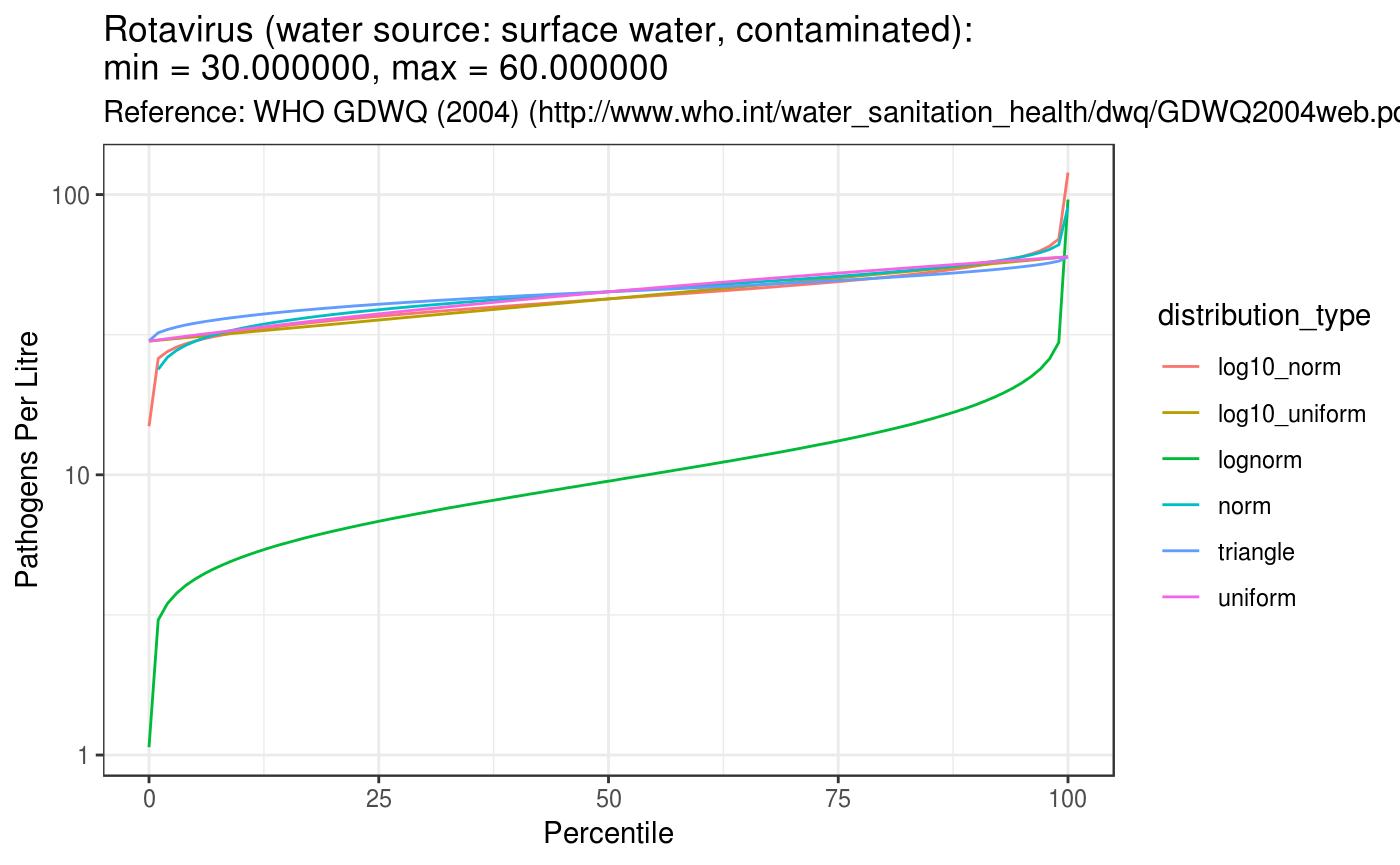 Rotavirus (water source: surface water, contaminated):
min = 30.000000, max = 60.000000
Reference: WHO GDWQ (2004) (http://www.who.int/water_sanitation_health/dwq/GDWQ2004web.pd
Pathogens Per Litre
100
10
1
0 25 50 75 100
Percentile
distribution_type
log10_norm
log10_uniform
lognorm
norm
triangle
uniform